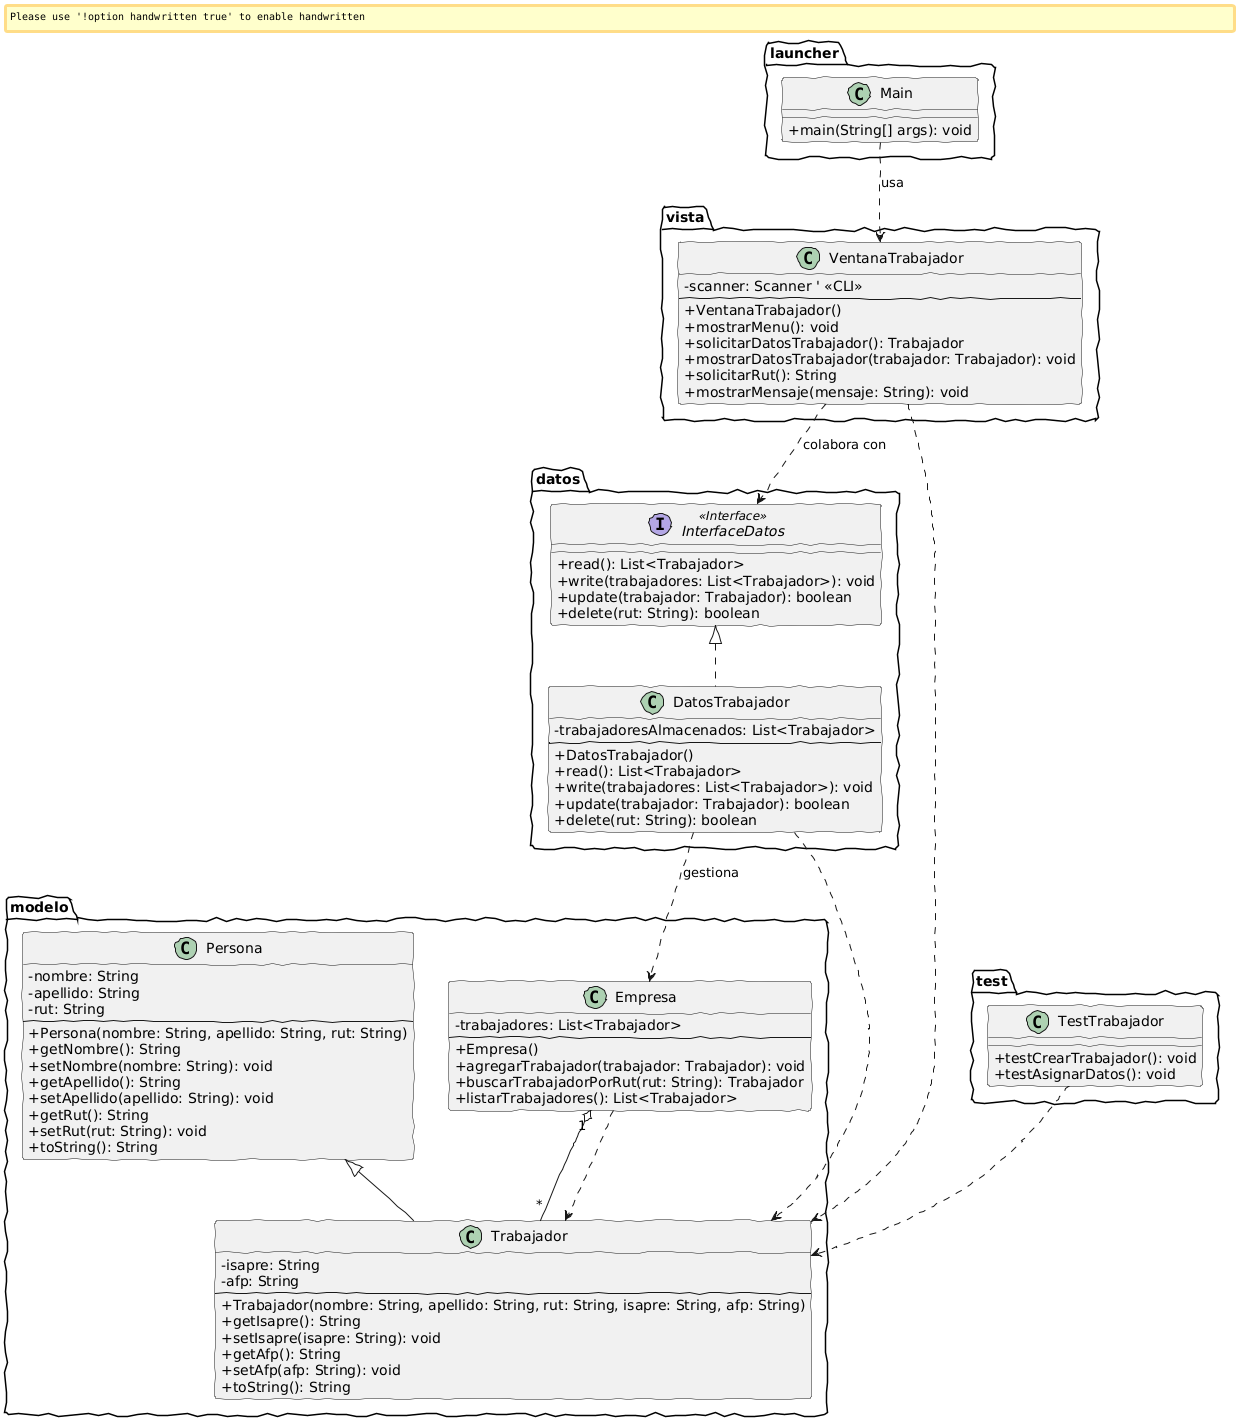 Please use '!option handwritten true' to enable handwritten
launcher
C Main
+main(String[] args): void
usa
vista
C VentanaTrabajador
-scanner: Scanner ' «CLI»
+VentanaTrabajador()
+mostrarMenu(): void
+solicitarDatosTrabajador(): Trabajador
+mostrarDatosTrabajador(trabajador: Trabajador): void
+solicitarRut(): String
+mostrarMensaje(mensaje: String): void
colabora con
datos
«Interface»
I InterfaceDatos
+read(): List<Trabajador>
+write(trabajadores: List<Trabajador>): void
+update(trabajador: Trabajador): boolean
+delete(rut: String): boolean
C DatosTrabajador
-trabajadoresAlmacenados: List<Trabajador>
+DatosTrabajador()
+read(): List<Trabajador>
+write(trabajadores: List<Trabajador>): void
+update(trabajador: Trabajador): boolean
+delete(rut: String): boolean
gestiona
modelo
C Persona
-nombre: String
-apellido: String
-rut: String
+Persona(nombre: String, apellido: String, rut: String)
+getNombre(): String
+setNombre(nombre: String): void
+getApellido(): String
+setApellido(apellido: String): void
+getRut(): String
+setRut(rut: String): void
+toString(): String
C Empresa
-trabajadores: List<Trabajador>
+Empresa()
+agregarTrabajador(trabajador: Trabajador): void
+buscarTrabajadorPorRut(rut: String): Trabajador
+listarTrabajadores(): List<Trabajador>
1
*
test
C TestTrabajador
+testCrearTrabajador(): void
+testAsignarDatos(): void
C Trabajador
-isapre: String
-afp: String
+Trabajador(nombre: String, apellido: String, rut: String, isapre: String, afp: String)
+getIsapre(): String
+setIsapre(isapre: String): void
+getAfp(): String
+setAfp(afp: String): void
+toString(): String